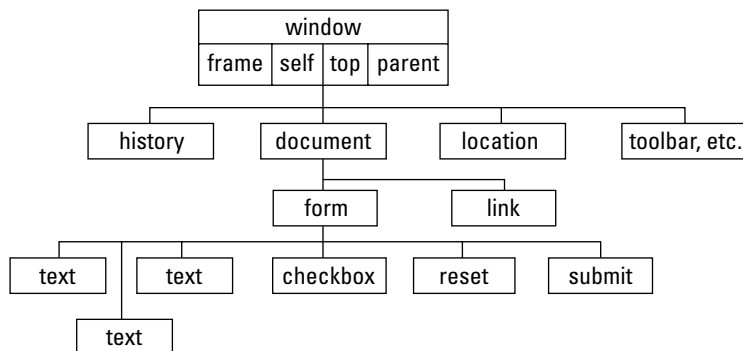 window
frame self top parent
history document location toolbar, etc.
form link
text text checkbox reset submit
text